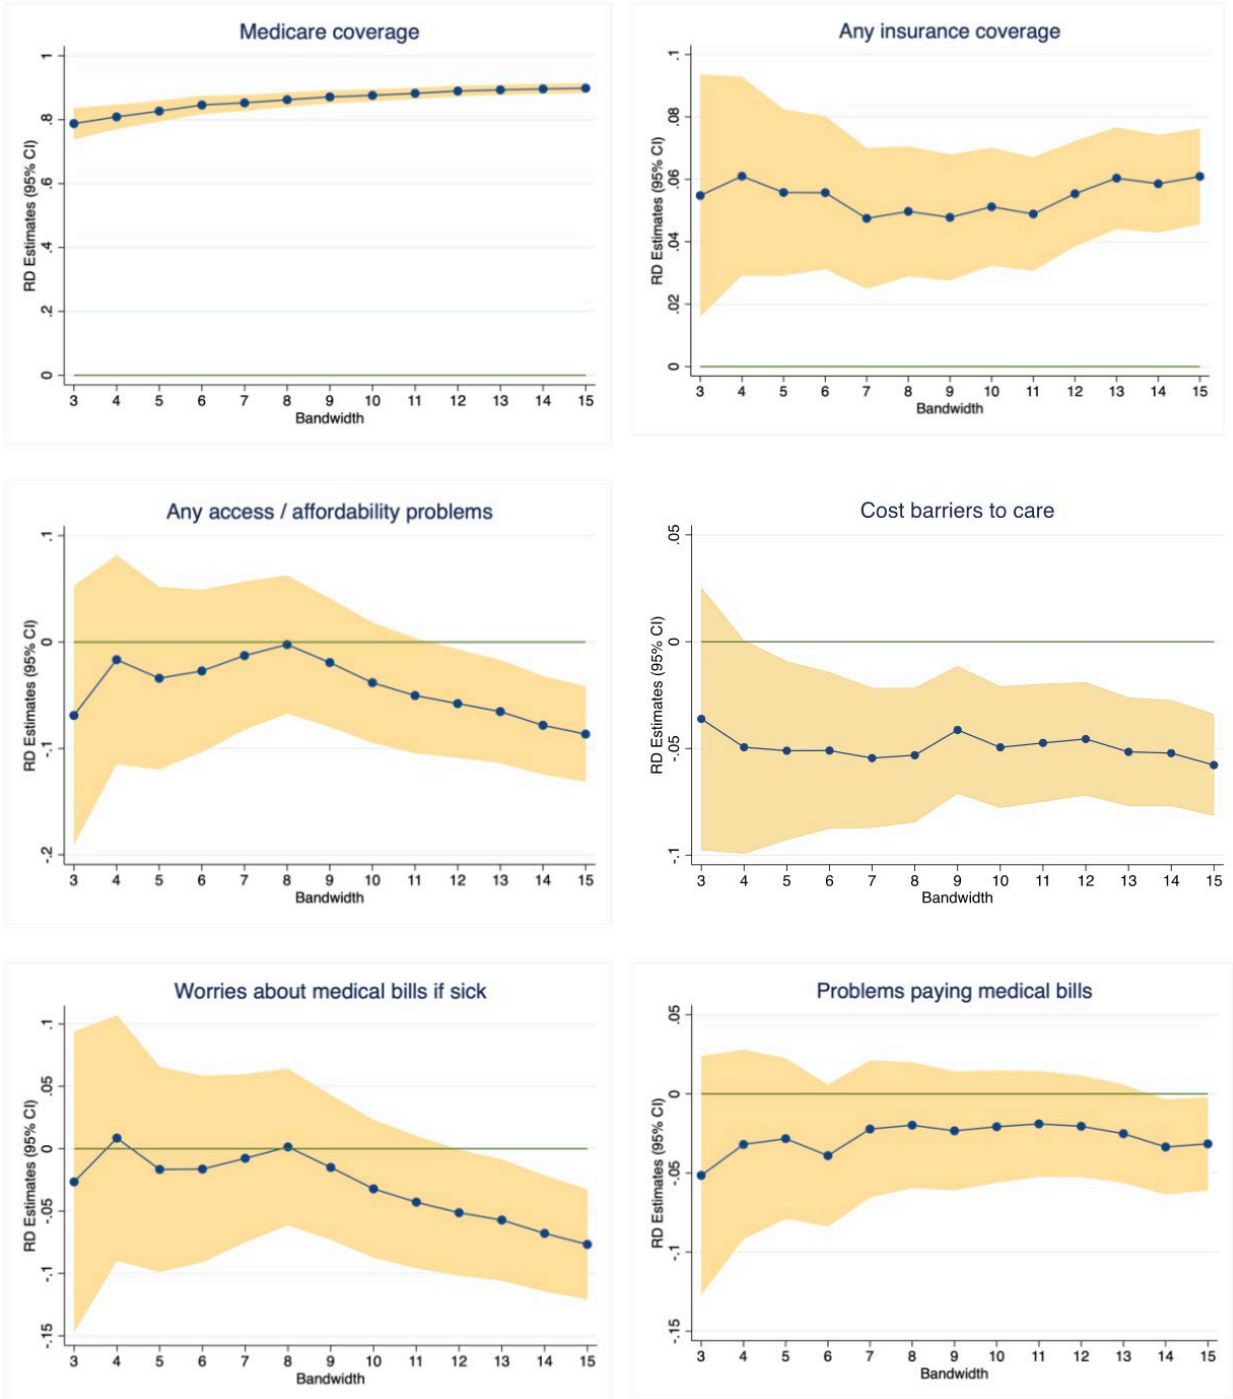 Medicare coverage
RD Estimates (95% CI)
1
.8
.6
.4
.2
0
3 4 5 6 7 8 9 10 11 12 13 14 15
Bandwidth
Any insurance coverage
RD Estimates (95% CI)
.1
.08
.06
.04
.02
0
3 4 5 6 7 8 9 10 11 12 13 14 15
Bandwidth
Any access / affordability problems
RD Estimates (95% CI)
.1
0
-.1
-.2
3 4 5 6 7 8 9 10 11 12 13 14 15
Bandwidth
Cost barriers to care
RD Estimates (95% CI)
.05
0
-.05
-.1
3 4 5 6 7 8 9 10 11 12 13 14 15
Bandwidth
Worries about medical bills if sick
RD Estimates (95% CI)
.1
.05
0
-.05
-.1
-.15
3 4 5 6 7 8 9 10 11 12 13 14 15
Bandwidth
Problems paying medical bills
RD Estimates (95% CI)
.05
0
-.05
-.1
-.15
3 4 5 6 7 8 9 10 11 12 13 14 15
Bandwidth